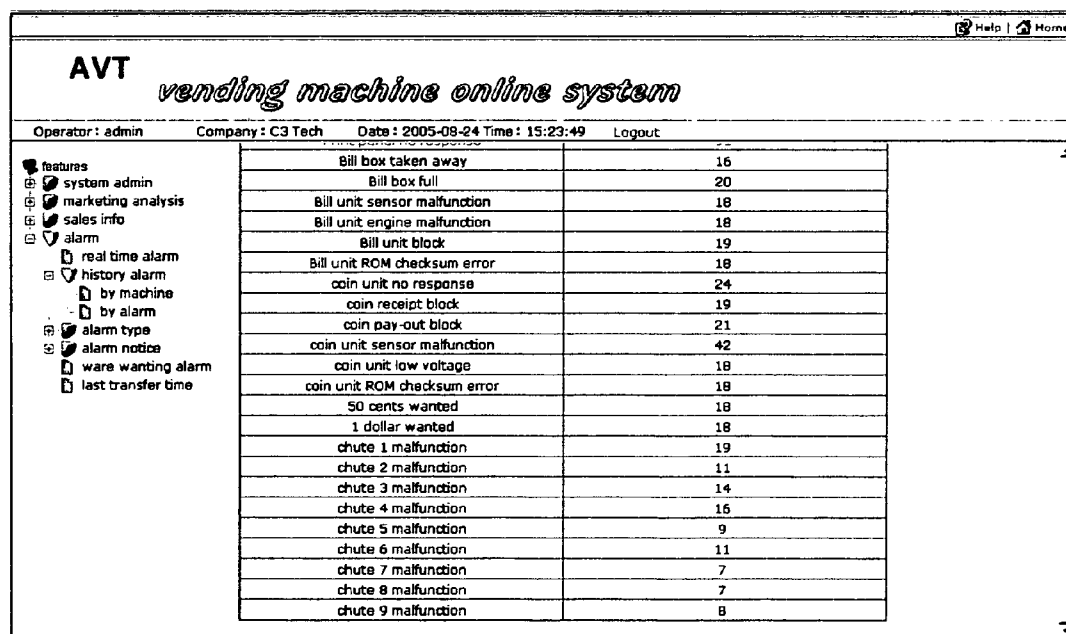 Help | Home
AVT
vending machine online system
Operator : admin Company : C3 Tech Date : 2005-08-24 Time : 15:23:49 Logout
features
system admin
marketing analysis
sales info
alarm
real time alarm
history alarm
by machine
by alarm
alarm type
alarm notice
ware wanting alarm
last transfer time
Bill box taken away 16
Bill box full 20
Bill unit sensor malfunction 18
Bill unit engine malfunction 18
Bill unit block 19
Bill unit ROM checksum error 18
coin unit no response 24
coin receipt block 19
coin pay-out block 21
coin unit sensor malfunction 42
coin unit low voltage 18
coin unit ROM checksum error 18
50 cents wanted 18
1 dollar wanted 18
chute 1 malfunction 19
chute 2 malfunction 11
chute 3 malfunction 14
chute 4 malfunction 16
chute 5 malfunction 9
chute 6 malfunction 11
chute 7 malfunction 7
chute 8 malfunction 7
chute 9 malfunction 8